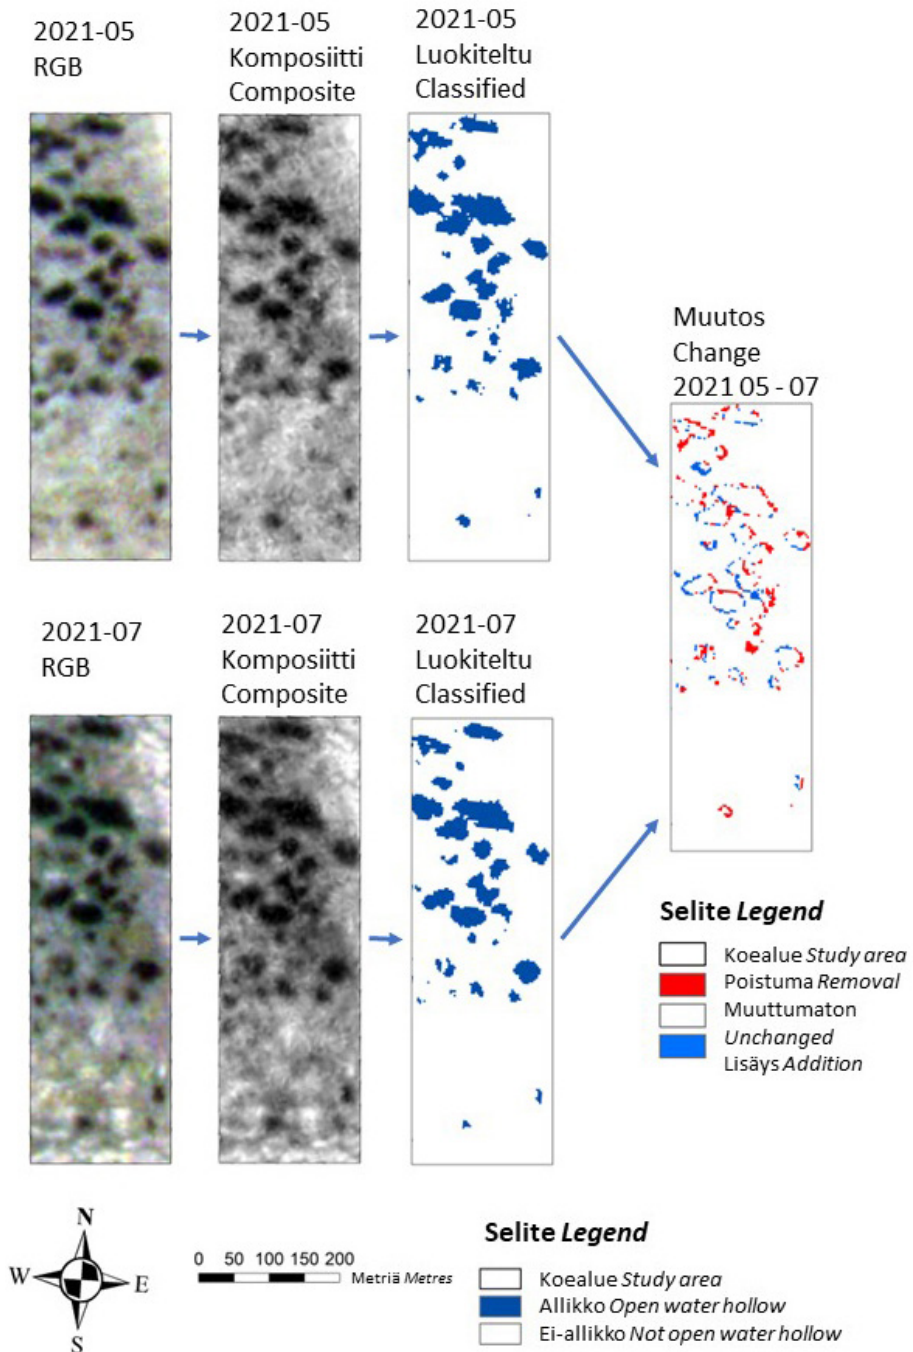 2021-05
RGB
2021-05
Komposiitti
Composite
2021-05
Luokiteltu
Classified
Muutos
Change
2021 05 - 07
2021-07
RGB
2021-07
Komposiitti
Composite
2021-07
Luokiteltu
Classified
Selite Legend
Koealue Study area
Poistuma Removal
Muuttumaton
Unchanged
Lisäys Addition
N
W
E
S
0 50 100 150 200
Metriä Metres
Selite Legend
Koealue Study area
Allikko Open water hollow
Ei-allikko Not open water hollow